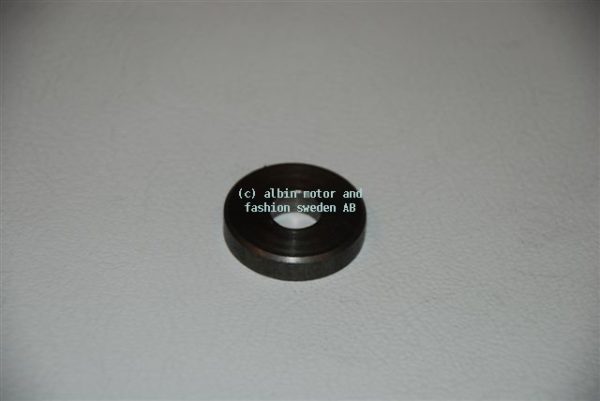 (c) albin motor and
fashion sweden AB